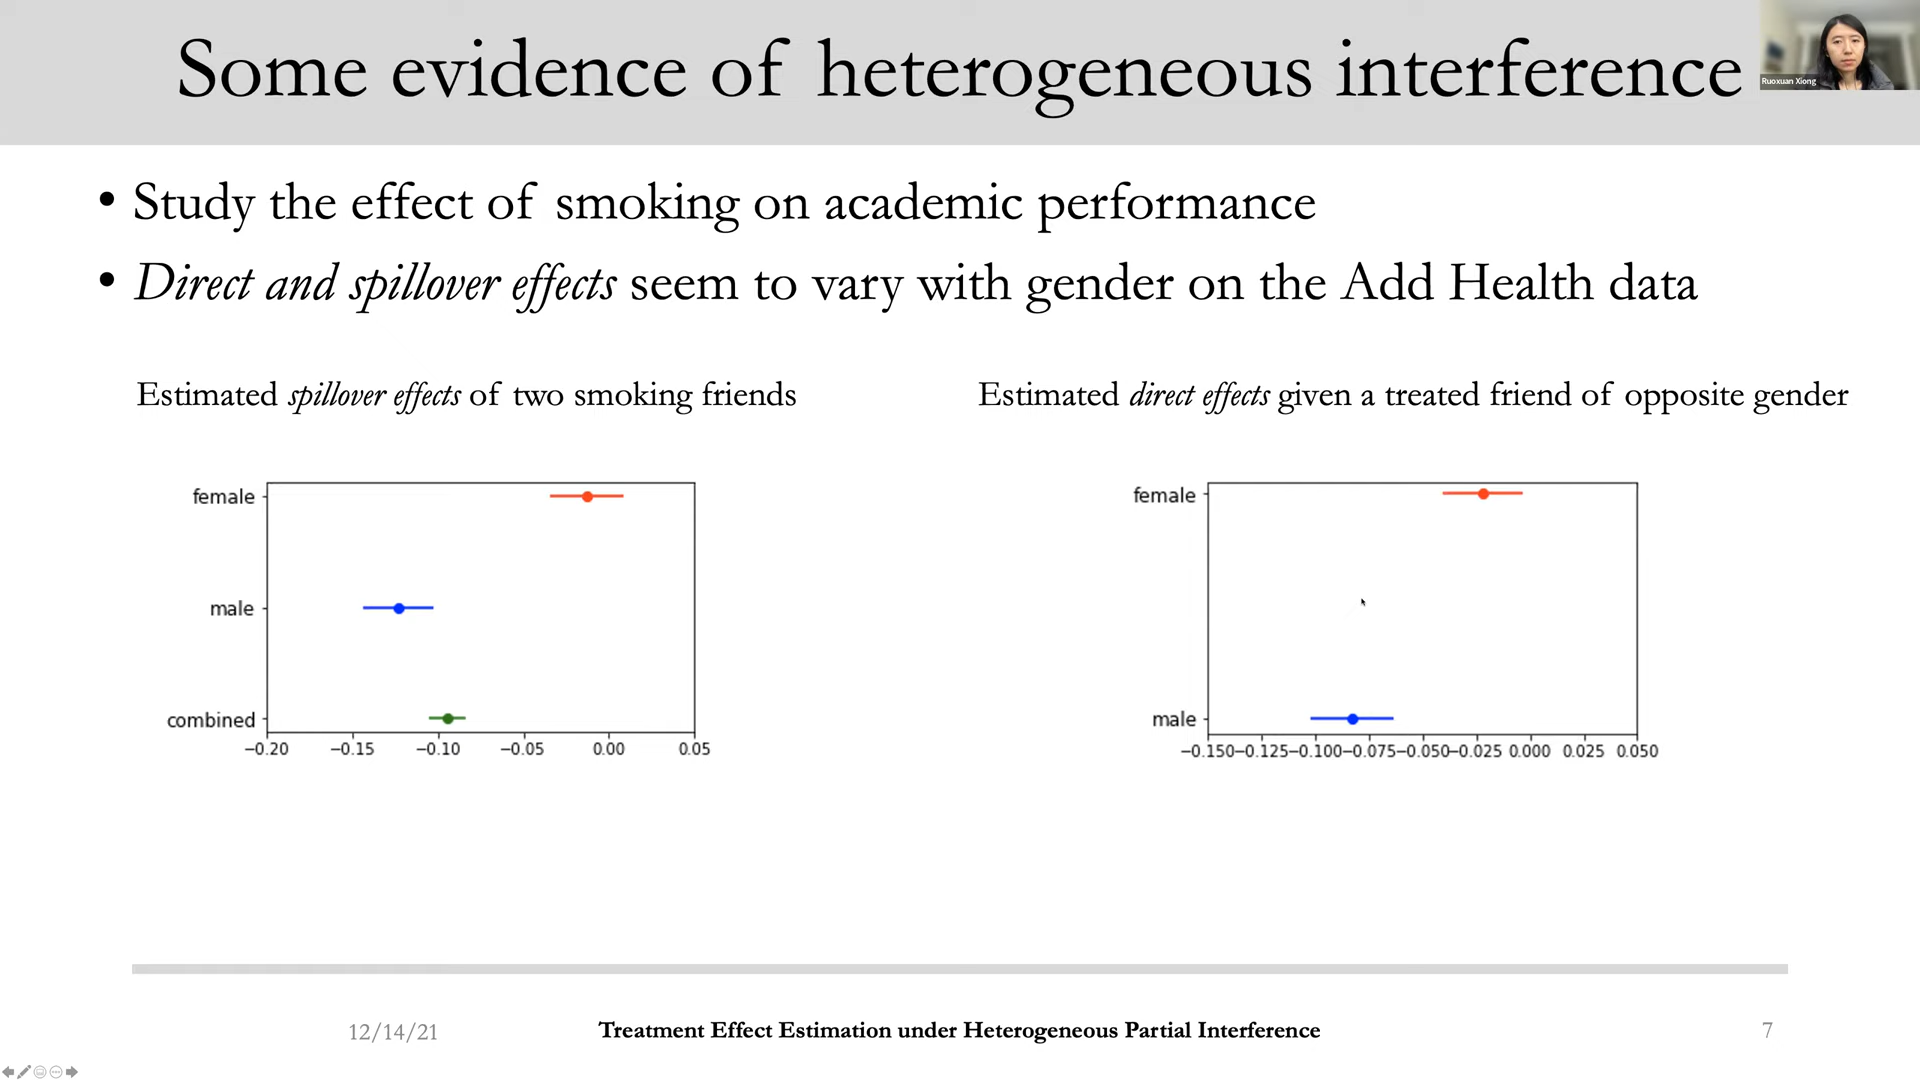 Some evidence of heterogeneous interference
Ruoxuan Xiong
• Study the effect of smoking on academic performance
• Direct and spillover effects seem to vary with gender on the Add Health data
Estimated spillover effects of two smoking friends
Estimated direct effects given a treated friend of opposite gender
female
male
combined
−0.20 −0.15 −0.10 −0.05 0.00 0.05
female
male
−0.150 −0.125 −0.100 −0.075 −0.050 −0.025 0.000 0.025 0.050
12/14/21
Treatment Effect Estimation under Heterogeneous Partial Interference
7